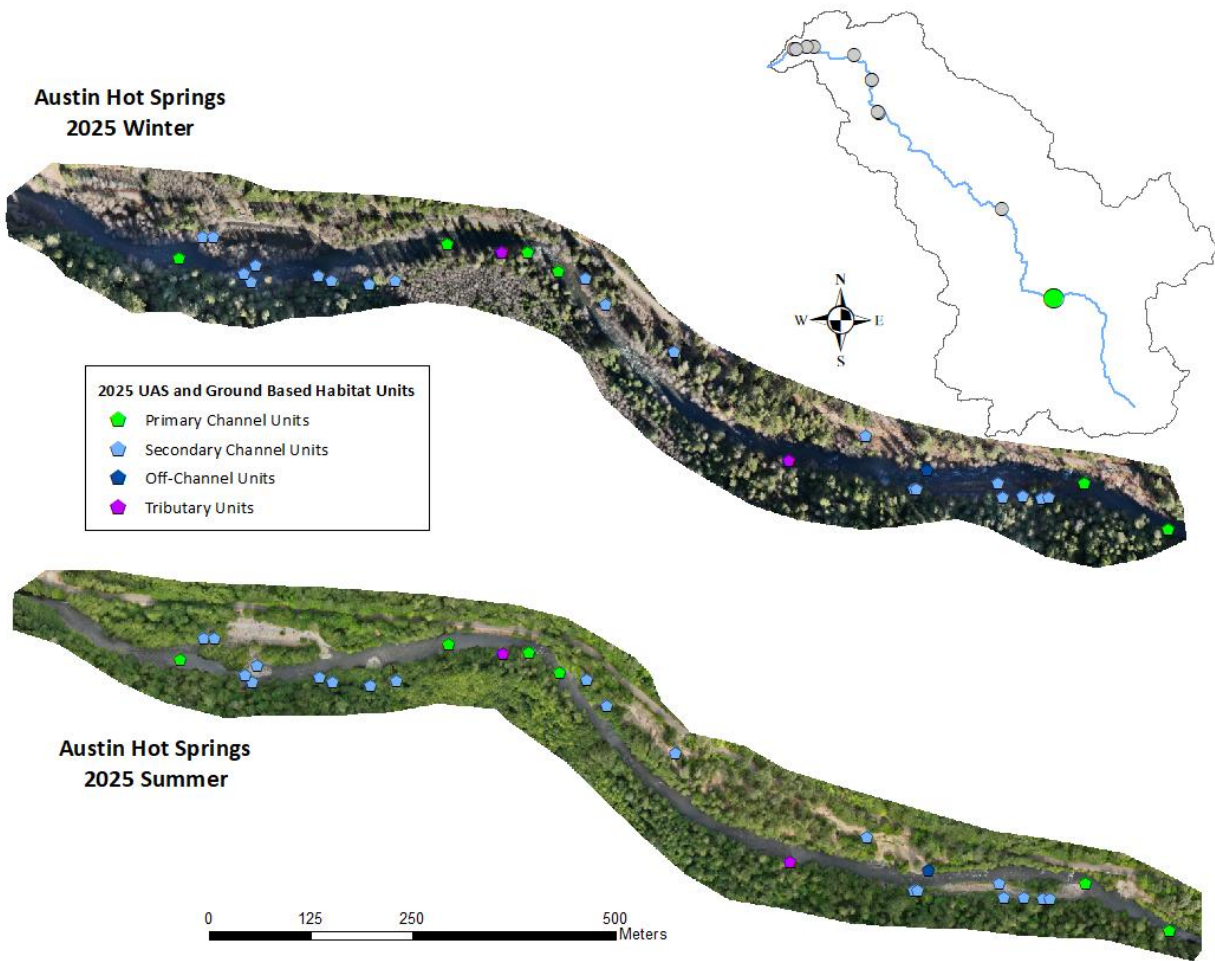 Austin Hot Springs
2025 Winter
N
W
E
S
2025 UAS and Ground Based Habitat Units
Primary Channel Units
Secondary Channel Units
Off-Channel Units
Tributary Units
Austin Hot Springs
2025 Summer
0 125 250 500
Meters